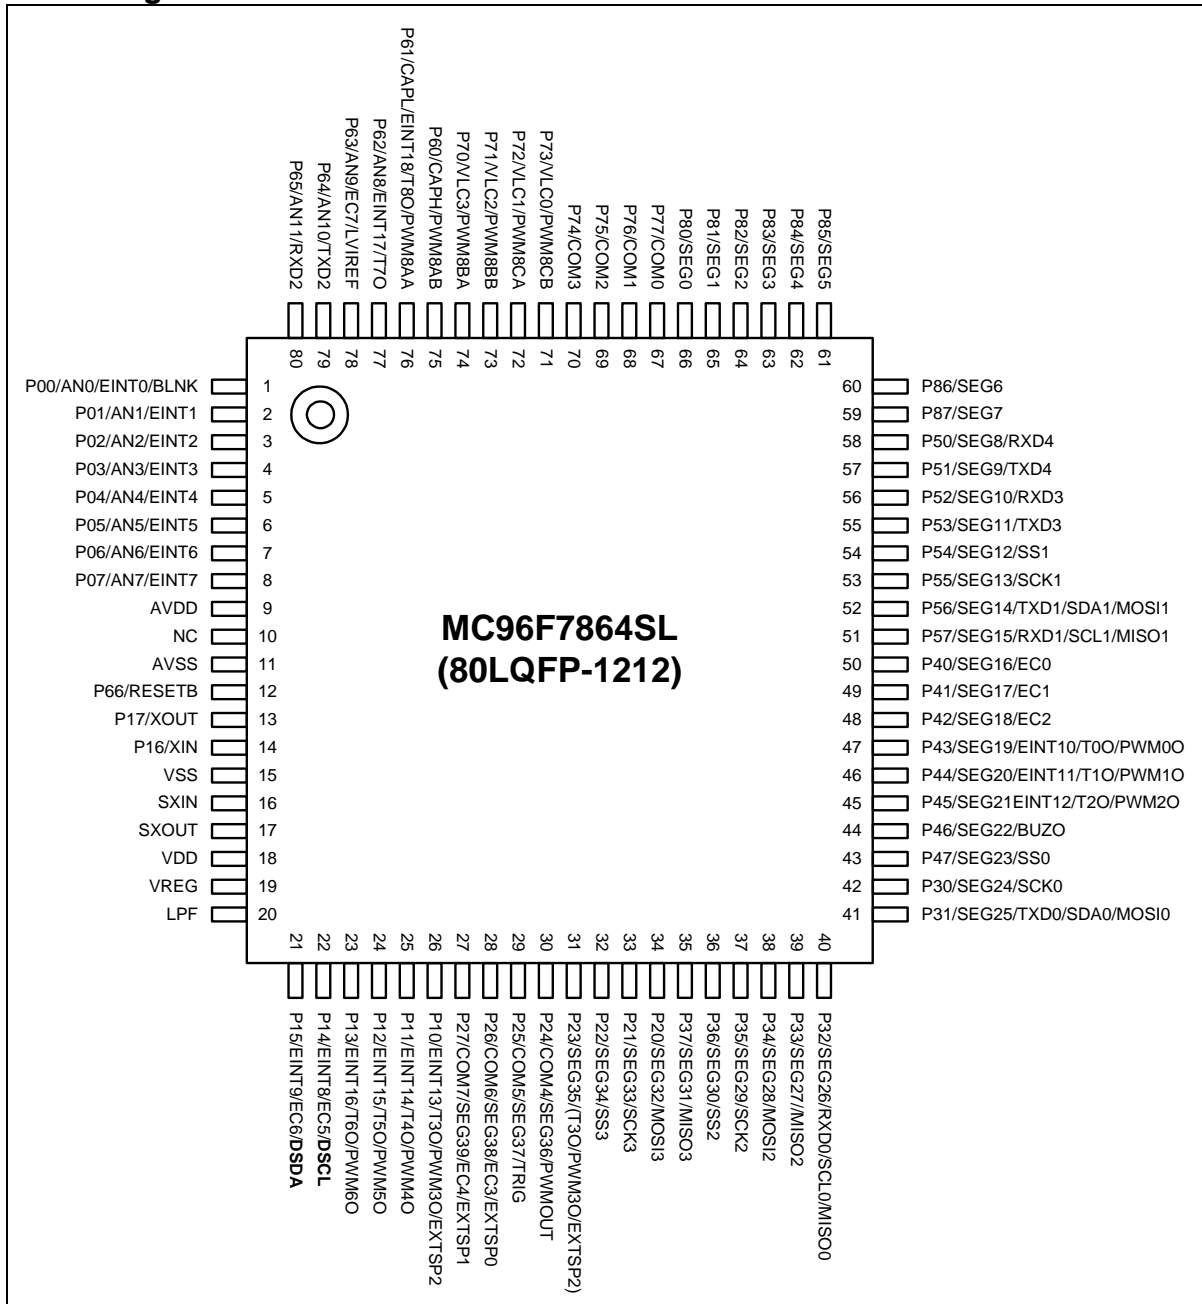 P65/AN11/RXD2
P64/AN10/TXD2
P63/AN9/EC7/LVIREF
P62/AN8/EINT17/T7O
P61/CAPL/EINT18/T8O/PWM8AA
P60/CAPH/PWM8AB
P70/VLC3/PWM8BA
P71/VLC2/PWM8BB
P72/VLC1/PWM8CA
P73/VLC0/PWM8CB
P74/COM3
P75/COM2
P76/COM1
P77/COM0
P80/SEG0
P81/SEG1
P82/SEG2
P83/SEG3
P84/SEG4
P85/SEG5
80 79 78 77 76 75 74 73 72 71 70 69 68 67 66 65 64 63 62 61
P00/AN0/EINT0/BLNK 1
P01/AN1/EINT1 2
P02/AN2/EINT2 3
P03/AN3/EINT3 4
P04/AN4/EINT4 5
P05/AN5/EINT5 6
P06/AN6/EINT6 7
P07/AN7/EINT7 8
AVDD 9
NC 10
AVSS 11
P66/RESETB 12
P17/XOUT 13
P16/XIN 14
VSS 15
SXIN 16
SXOUT 17
VDD 18
VREG 19
LPF 20
MC96F7864SL
(80LQFP-1212)
60 P86/SEG6
59 P87/SEG7
58 P50/SEG8/RXD4
57 P51/SEG9/TXD4
56 P52/SEG10/RXD3
55 P53/SEG11/TXD3
54 P54/SEG12/SS1
53 P55/SEG13/SCK1
52 P56/SEG14/TXD1/SDA1/MOSI1
51 P57/SEG15/RXD1/SCL1/MISO1
50 P40/SEG16/EC0
49 P41/SEG17/EC1
48 P42/SEG18/EC2
47 P43/SEG19/EINT10/T0O/PWM0O
46 P44/SEG20/EINT11/T1O/PWM1O
45 P45/SEG21EINT12/T2O/PWM2O
44 P46/SEG22/BUZO
43 P47/SEG23/SS0
42 P30/SEG24/SCK0
41 P31/SEG25/TXD0/SDA0/MOSI0
21 22 23 24 25 26 27 28 29 30 31 32 33 34 35 36 37 38 39 40
P15/EINT9/EC6/DSDA
P14/EINT8/EC5/DSCL
P13/EINT16/T6O/PWM6O
P12/EINT15/T5O/PWM5O
P11/EINT14/T4O/PWM4O
P10/EINT13/T3O/PWM3O/EXTSP2
P27/COM7/SEG39/EC4/EXTSP1
P26/COM6/SEG38/EC3/EXTSP0
P25/COM5/SEG37/TRIG
P24/COM4/SEG36/PWMOUT
P23/SEG35/(T3O/PWM3O/EXTSP2)
P22/SEG34/SS3
P21/SEG33/SCK3
P20/SEG32/MOSI3
P37/SEG31/MISO3
P36/SEG30/SS2
P35/SEG29/SCK2
P34/SEG28/MOSI2
P33/SEG27//MISO2
P32/SEG26/RXD0/SCL0/MISO0